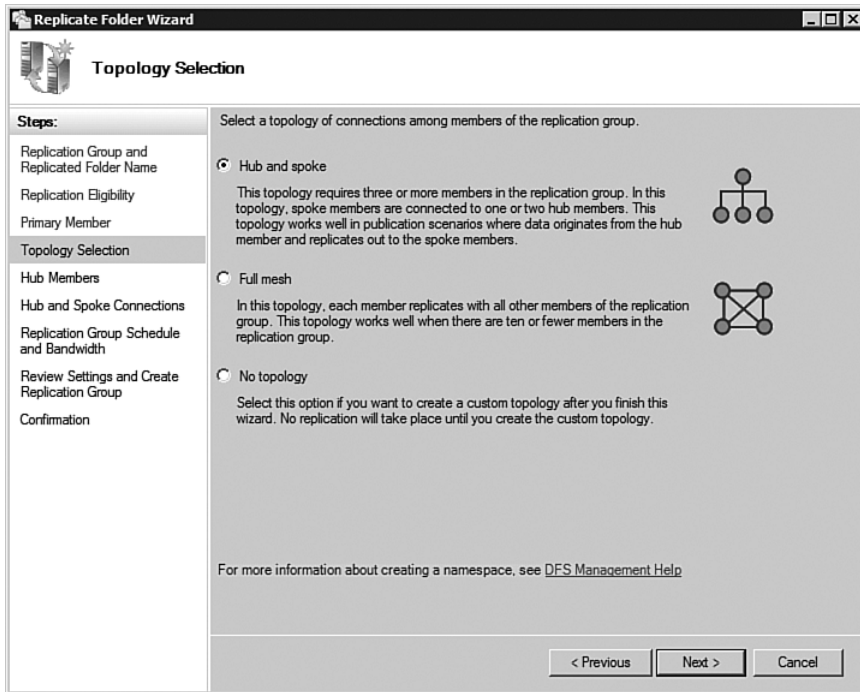 Replicate Folder Wizard
Topology Selection
Steps:
Replication Group and
Replicated Folder Name
Replication Eligibility
Primary Member
Topology Selection
Hub Members
Hub and Spoke Connections
Replication Group Schedule
and Bandwidth
Review Settings and Create
Replication Group
Confirmation
Select a topology of connections among members of the replication group.
Hub and spoke
This topology requires three or more members in the replication group. In this
topology, spoke members are connected to one or two hub members. This
topology works well in publication scenarios where data originates from the hub
member and replicates out to the spoke members.
Full mesh
In this topology, each member replicates with all other members of the replication
group. This topology works well when there are ten or fewer members in the
replication group.
No topology
Select this option if you want to create a custom topology after you finish this
wizard. No replication will take place until you create the custom topology.
For more information about creating a namespace, see DFS Management Help
< Previous
Next >
Cancel